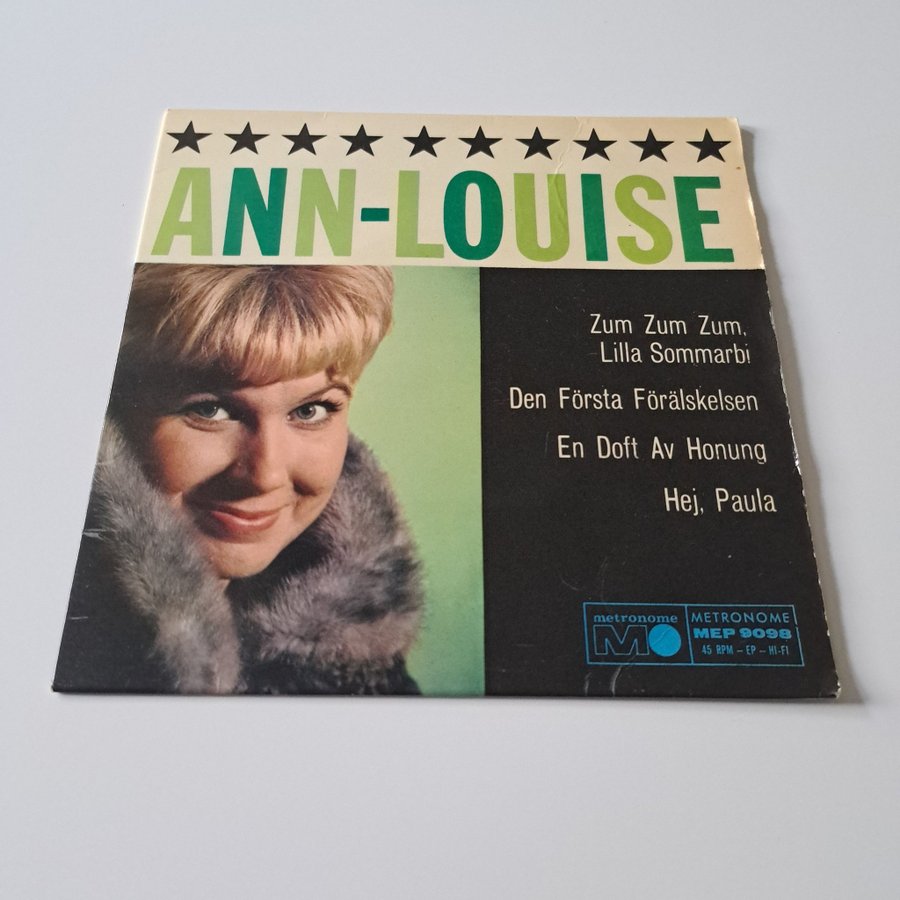 ANN-LOUISE
Zum Zum Zum,
Lilla Sommarbi
Den Första Förälskelsen
En Doft Av Honung
Hej, Paula
metronome
M
METRONOME
MEP 9098
45 RPM – EP – HI-FI